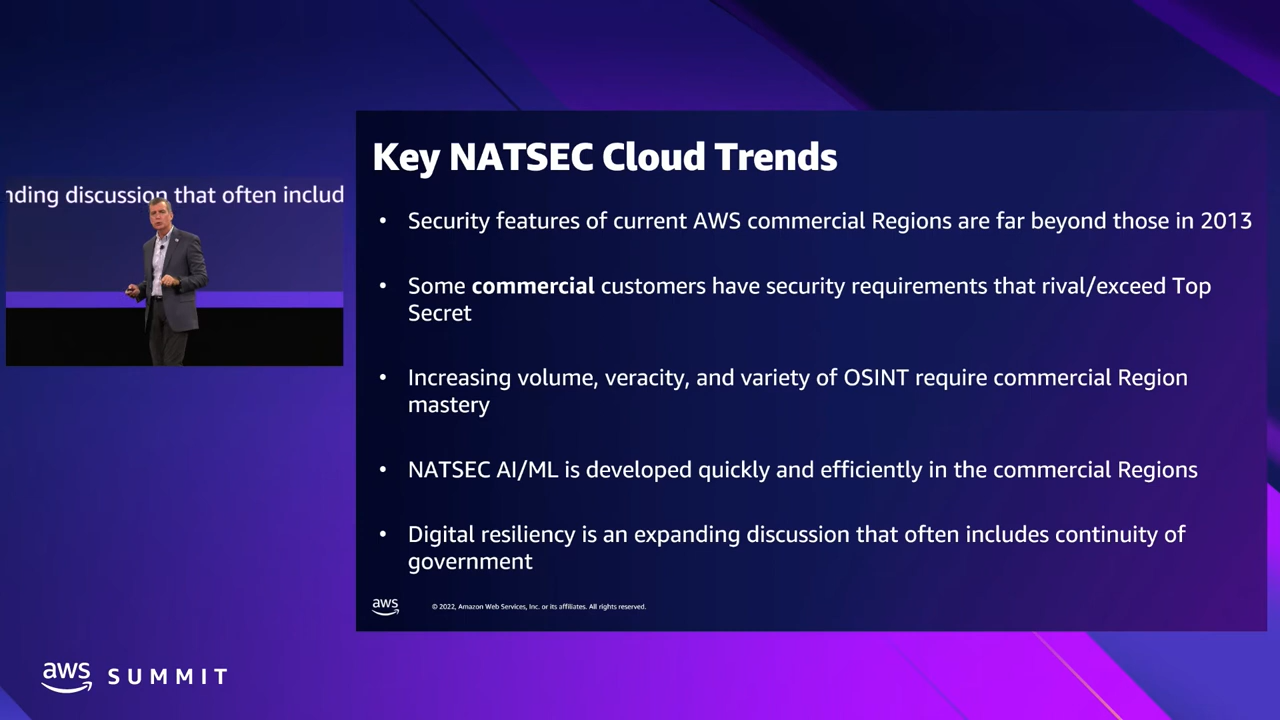 Key NATSEC Cloud Trends
nding discussion that often includ
• Security features of current AWS commercial Regions are far beyond those in 2013
• Some commercial customers have security requirements that rival/exceed Top
Secret
• Increasing volume, veracity, and variety of OSINT require commercial Region
mastery
• NATSEC AI/ML is developed quickly and efficiently in the commercial Regions
• Digital resiliency is an expanding discussion that often includes continuity of
government
aws
© 2022, Amazon Web Services, Inc. or its affiliates. All rights reserved.
aws SUMMIT